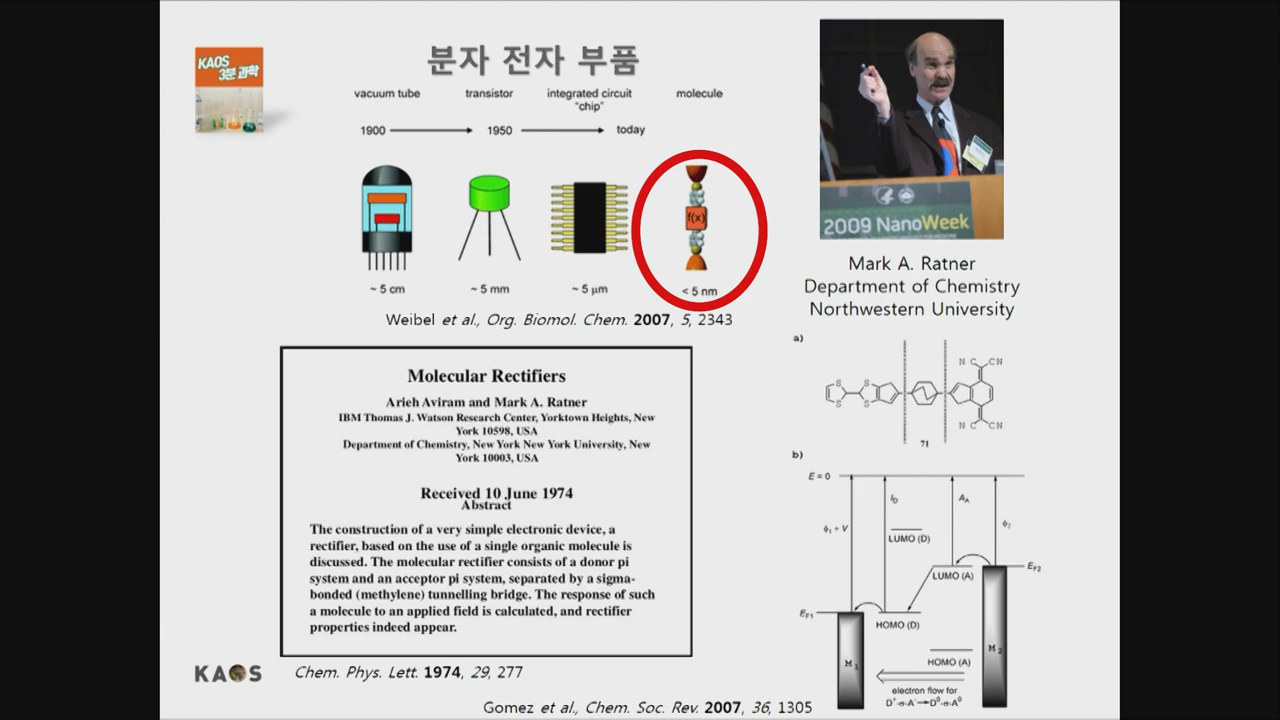 KAOS
3분 과학
분자 전자 부품
vacuum tube
transistor
integrated circuit
"chip"
molecule
1900
1950
today
f(x)
~ 5 cm
~ 5 mm
~ 5 μm
< 5 nm
Weibel et al., Org. Biomol. Chem. 2007, 5, 2343
2009 NanoWeek
Mark A. Ratner
Department of Chemistry
Northwestern University
Molecular Rectifiers
Arieh Aviram and Mark A. Ratner
IBM Thomas J. Watson Research Center, Yorktown Heights, New
York 10598, USA
Department of Chemistry, New York New York University, New
York 10003, USA
Received 10 June 1974
Abstract
The construction of a very simple electronic device, a
rectifier, based on the use of a single organic molecule is
discussed. The molecular rectifier consists of a donor pi
system and an acceptor pi system, separated by a sigma-
bonded (methylene) tunnelling bridge. The response of such
a molecule to an applied field is calculated, and rectifier
properties indeed appear.
Chem. Phys. Lett. 1974, 29, 277
KAOS
a)
N C
CN
S
S
S
S
N C
CN
71
b)
E = 0
I_D
A_A
ϕ₁ + V
ϕ₂
LUMO (D)
LUMO (A)
E_F2
E_F1
HOMO (D)
HOMO (A)
M₁
M₂
electron flow for
D⁺-σ-A⁻→D⁰-σ-A⁰
Gomez et al., Chem. Soc. Rev. 2007, 36, 1305